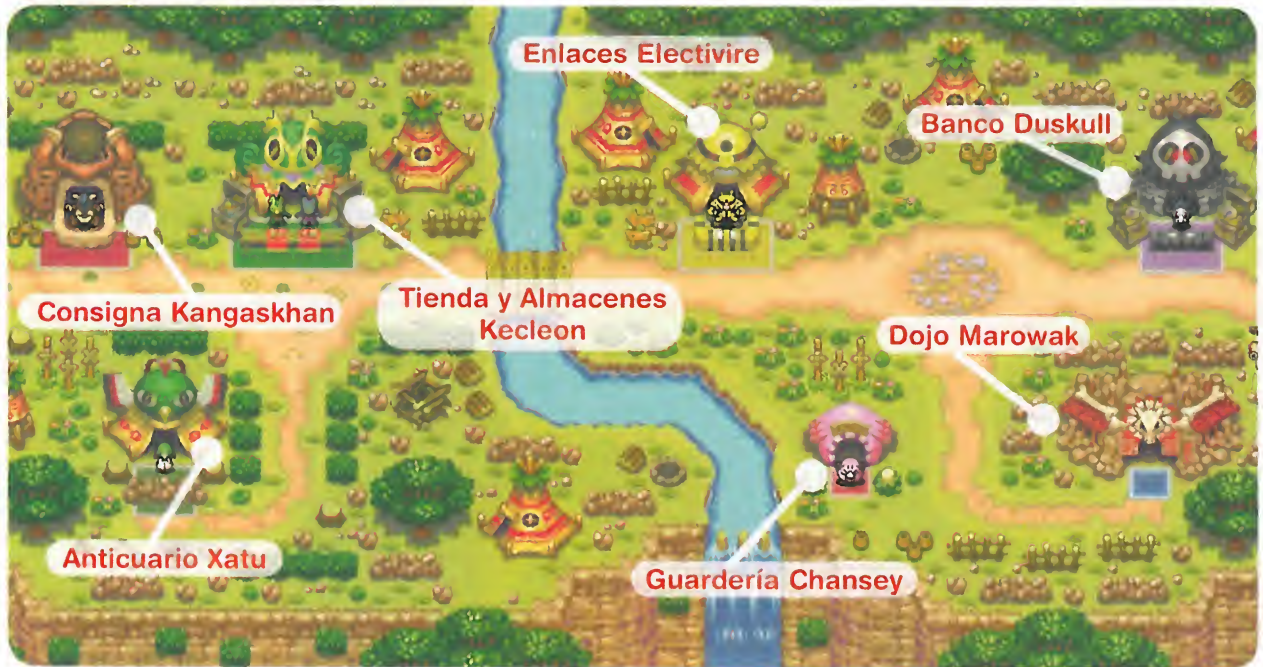 Enlaces Electivire
Banco Duskull
Consigna Kangaskhan
Tienda y Almacenes
Kecleon
Dojo Marowak
Anticuario Xatu
Guardería Chansey